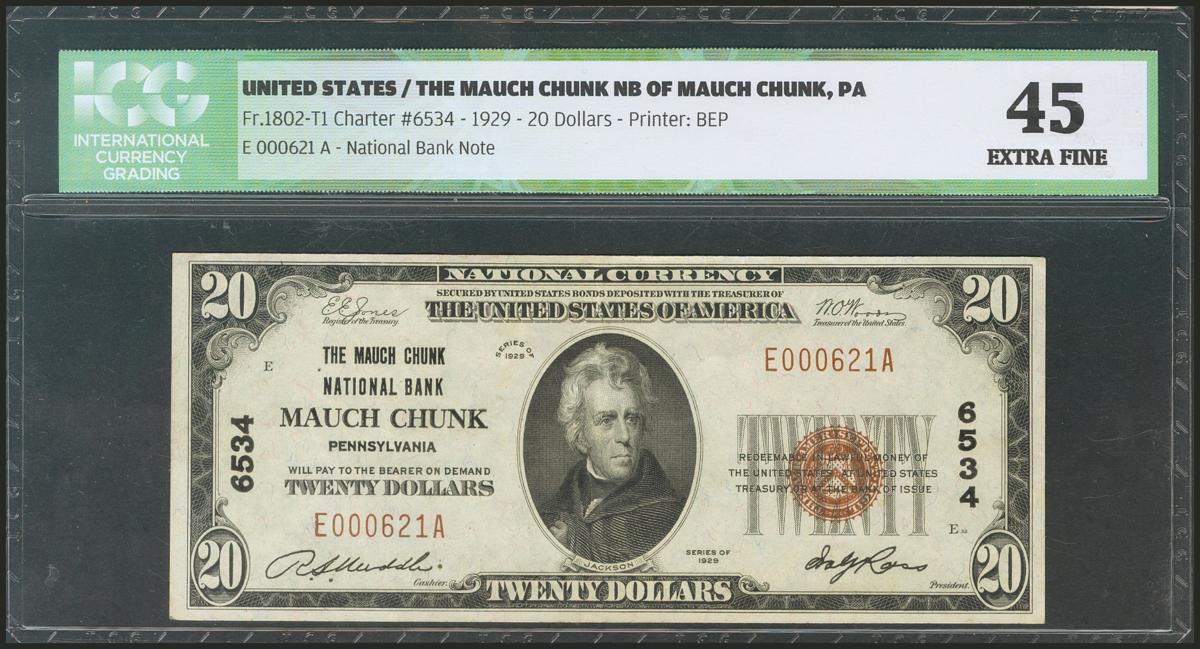 ICG
INTERNATIONAL
CURRENCY
GRADING
UNITED STATES / THE MAUCH CHUNK NB OF MAUCH CHUNK, PA
Fr.1802-T1 Charter #6534 - 1929 - 20 Dollars - Printer: BEP
E 000621 A - National Bank Note
45
EXTRA FINE
20
NATIONAL CURRENCY
20
SECURED BY UNITED STATES BONDS DEPOSITED WITH THE TREASURER OF
THE UNITED STATES OF AMERICA
E E Jones
Register of the Treasury.
W.O. Woods
Treasurer of the United States.
SERIES OF
1929
E
THE MAUCH CHUNK
NATIONAL BANK
MAUCH CHUNK
PENNSYLVANIA
WILL PAY TO THE BEARER ON DEMAND
TWENTY DOLLARS
6534
E000621A
E000621A
6534
TWENTY
REDEEMABLE IN LAWFUL MONEY OF
THE UNITED STATES AT UNITED STATES
TREASURY OR AT THE BANK OF ISSUE
E
Cashier.
JACKSON
SERIES OF
1929
Ira G Ross
President.
20
TWENTY DOLLARS
20